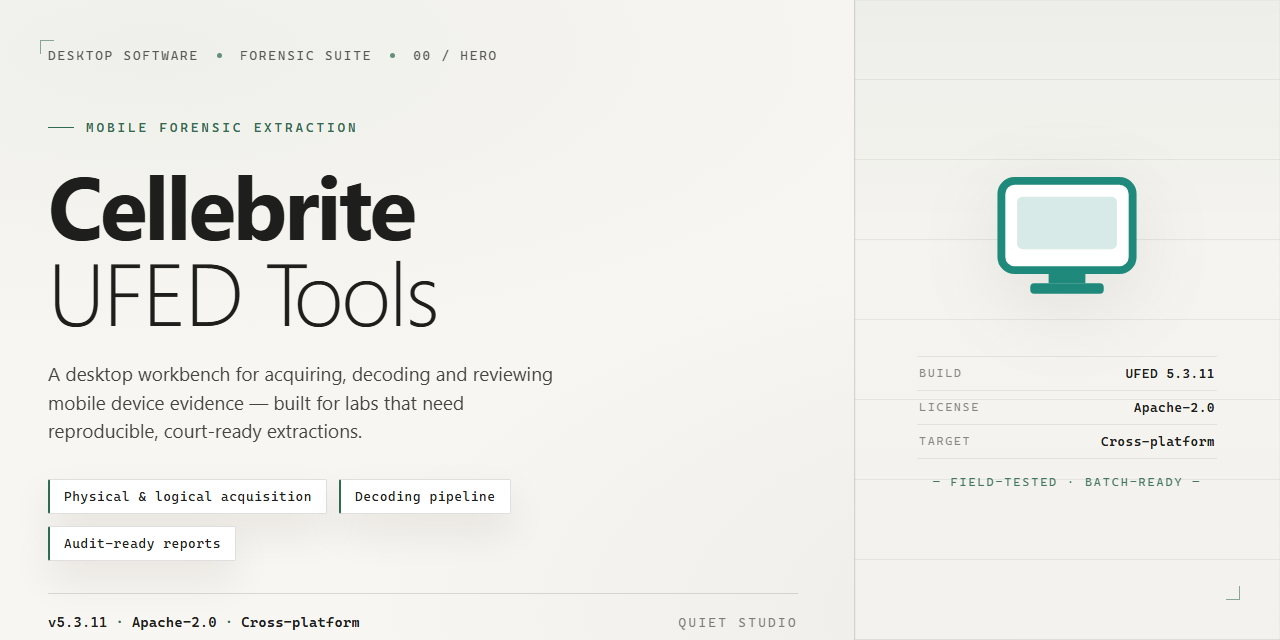 DESKTOP SOFTWARE • FORENSIC SUITE • 00 / HERO
MOBILE FORENSIC EXTRACTION
Cellebrite
UFED Tools
A desktop workbench for acquiring, decoding and reviewing
mobile device evidence — built for labs that need
reproducible, court-ready extractions.
Physical & logical acquisition
Decoding pipeline
Audit-ready reports
v5.3.11 · Apache-2.0 · Cross-platform
QUIET STUDIO
BUILD UFED 5.3.11
LICENSE Apache-2.0
TARGET Cross-platform
— FIELD-TESTED · BATCH-READY —